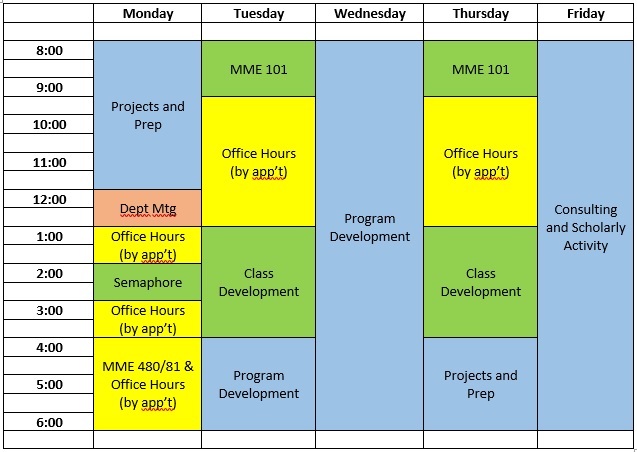 Monday Tuesday Wednesday Thursday Friday
8:00
MME 101 MME 101
9:00
Projects and
Prep
10:00
Office Hours
(by app't)
Office Hours
(by app't)
11:00
12:00
Dept Mtg
Program
Development
Consulting
and Scholarly
Activity
1:00
Office Hours
(by app't)
2:00
Semaphore
Class
Development
Class
Development
3:00
Office Hours
(by app't)
4:00
MME 480/81 &
Office Hours
(by app't)
Program
Development
Projects and
Prep
5:00
6:00